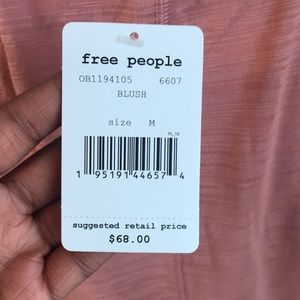 free people
OB1194105 6607
BLUSH
size M
1 95191 44657 4
suggested retail price
$68.00